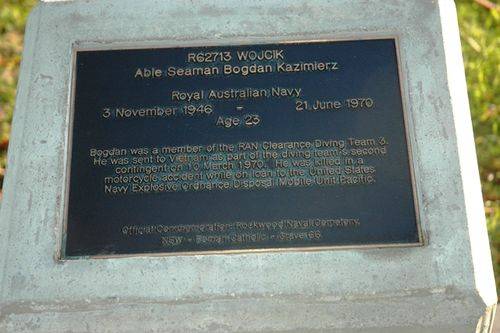 R62713 WOJCIK
Able Seaman Bogdan Kazimierz
Royal Australian Navy
3 November 1946 - 21 June 1970
Age 23
Bogdan was a member of the RAN Clearance Diving Team 3.
He was sent to Vietnam as part of the diving team's second
contingent on 10 March 1970. He was killed in a
motorcycle accident while on loan to the United States
Navy Explosive Ordnance Disposal Mobile Unit Pacific.
Official Commemoration - Rookwood Naval Cemetery,
NSW - Roman Catholic - Grave 66